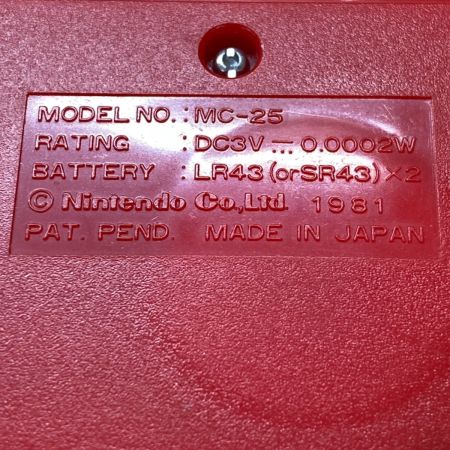 MODEL NO. : MC-25
RATING : DC3V ⎓ 0.0002W
BATTERY : LR43 (or SR43) × 2
© Nintendo Co., Ltd. 1981
PAT. PEND. MADE IN JAPAN